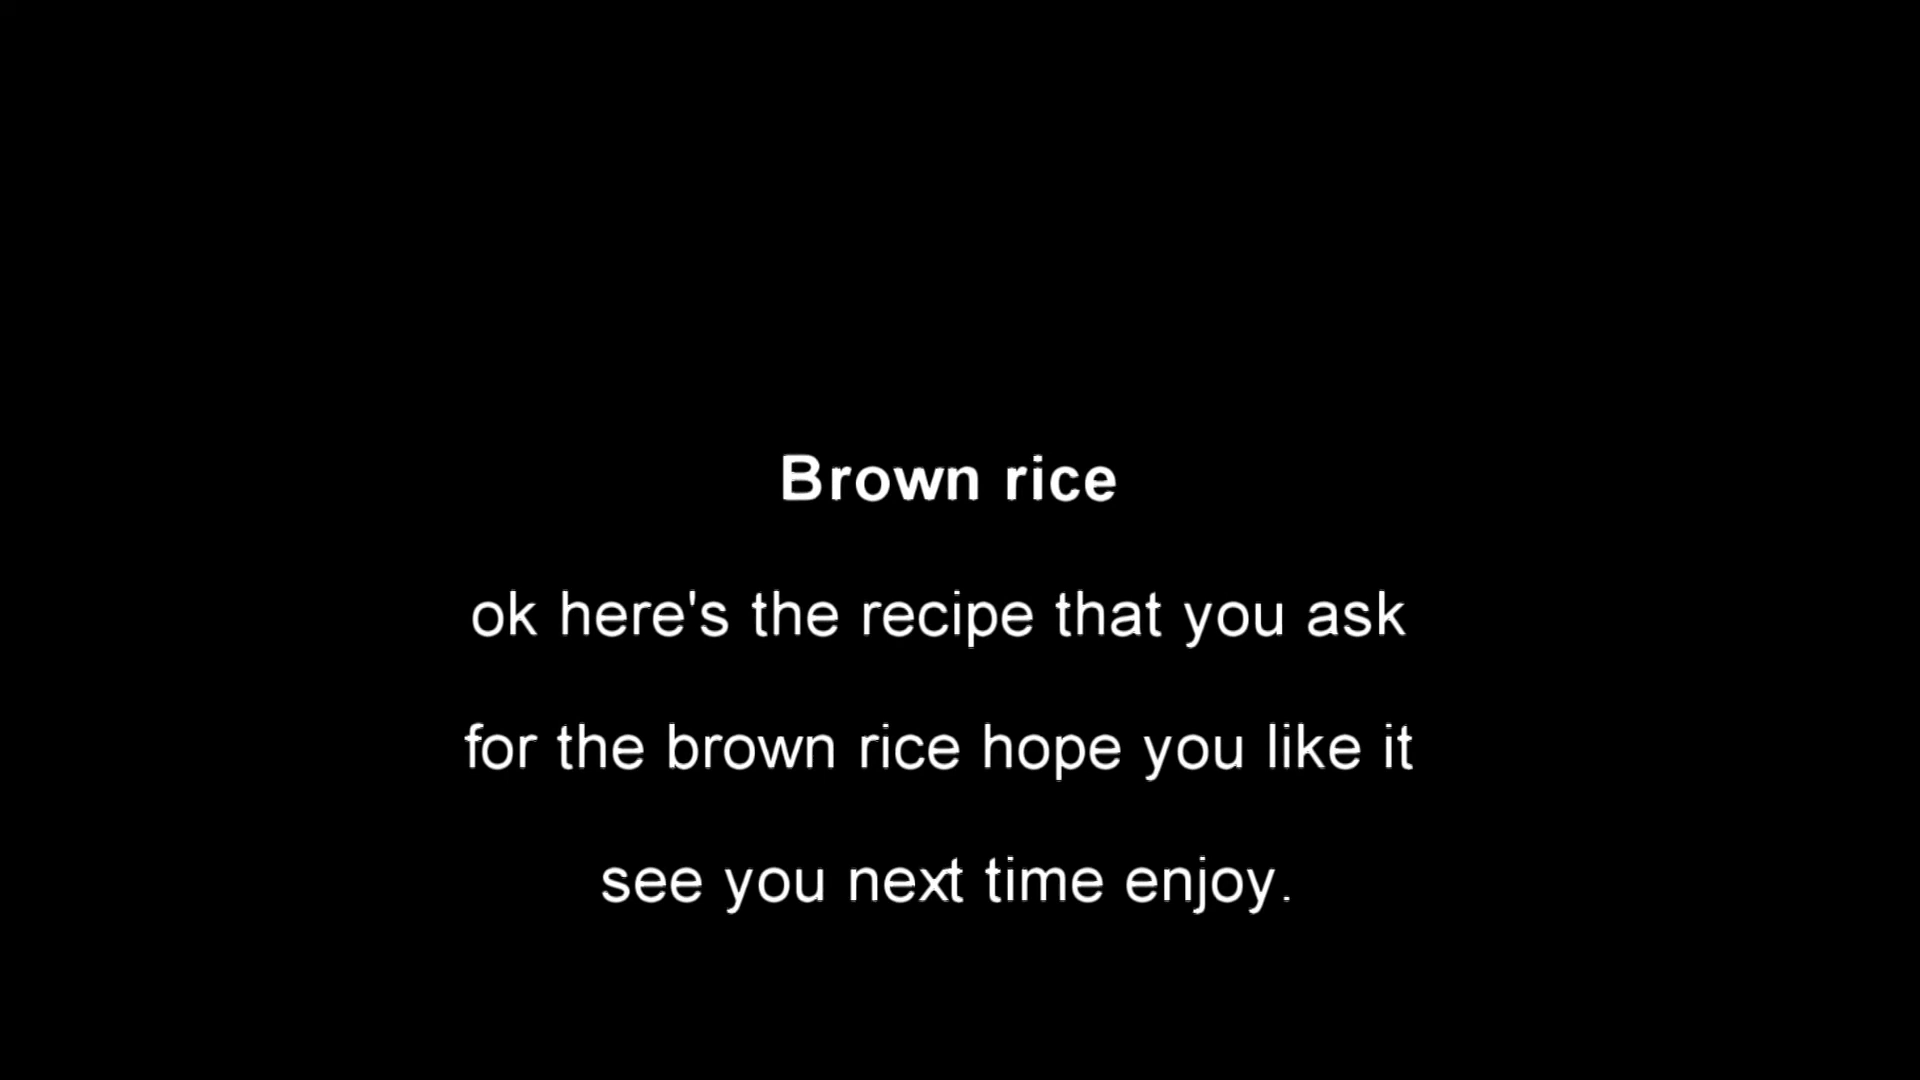 Brown rice
ok here's the recipe that you ask
for the brown rice hope you like it
see you next time enjoy.